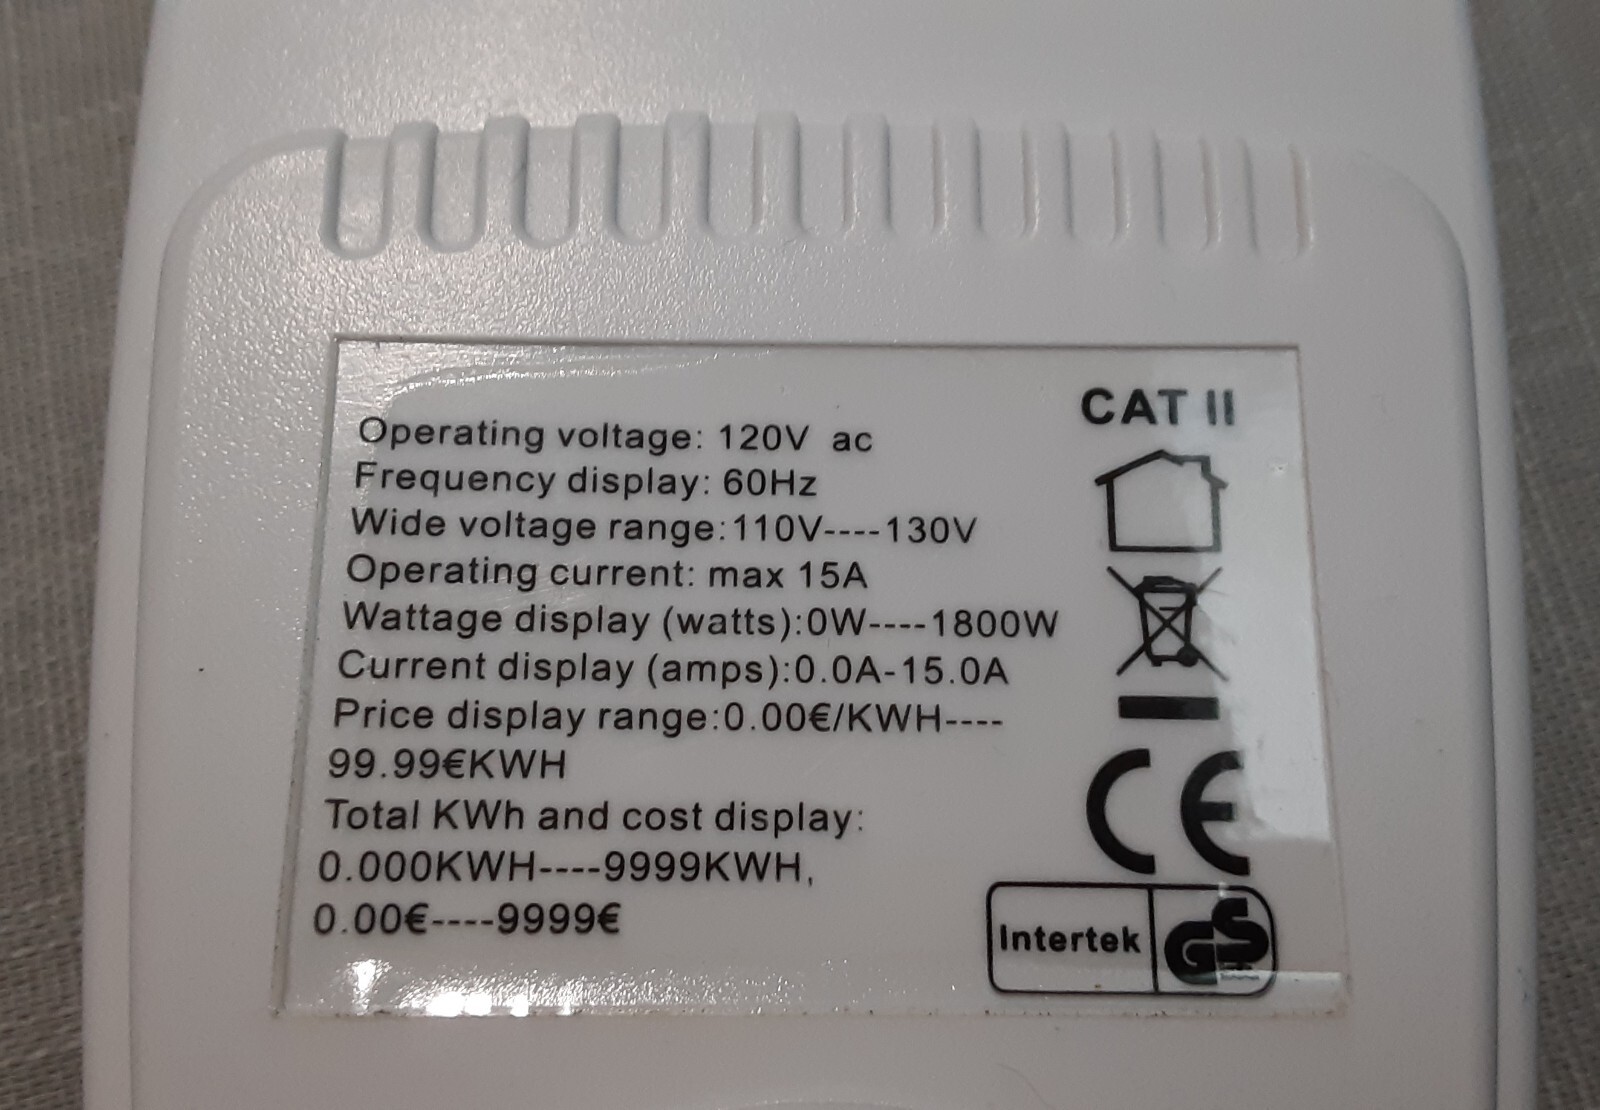 Operating voltage: 120V ac
Frequency display: 60Hz
Wide voltage range:110V----130V
Operating current: max 15A
Wattage display (watts):0W----1800W
Current display (amps):0.0A-15.0A
Price display range:0.00€/KWH----
99.99€KWH
Total KWh and cost display:
0.000KWH----9999KWH,
0.00€----9999€
CAT II
CE
Intertek
GS